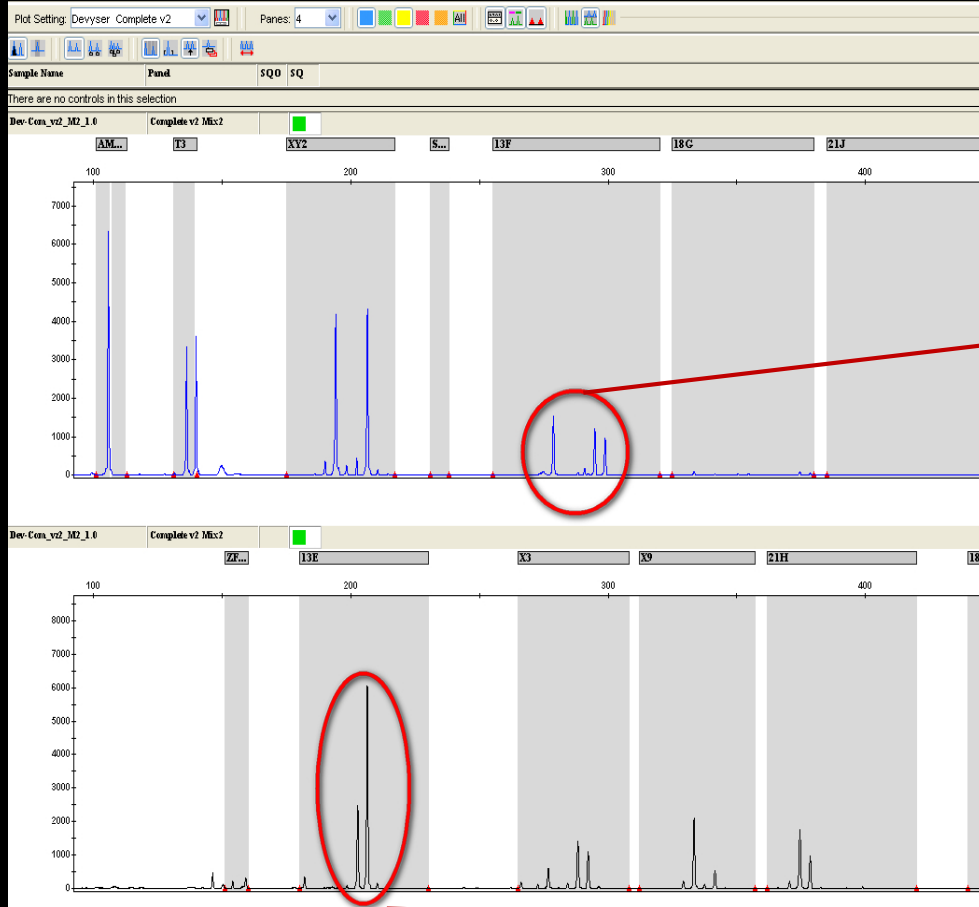 Plot Setting: Devyser Complete v2 Panes: 4 All
Sample Name Panel SQO SQ
There are no controls in this selection
Dev-Com_vz2_M2_1.0 Complete v2 Mix2
AM... T3 XY2 S... 13F 18G 21J
100 200 300 400
7000
6000
5000
4000
3000
2000
1000
0
Dev-Com_vz2_M2_1.0 Complete v2 Mix2
ZF... 13E X3 X9 21H 18
100 200 300 400
8000
7000
6000
5000
4000
3000
2000
1000
0